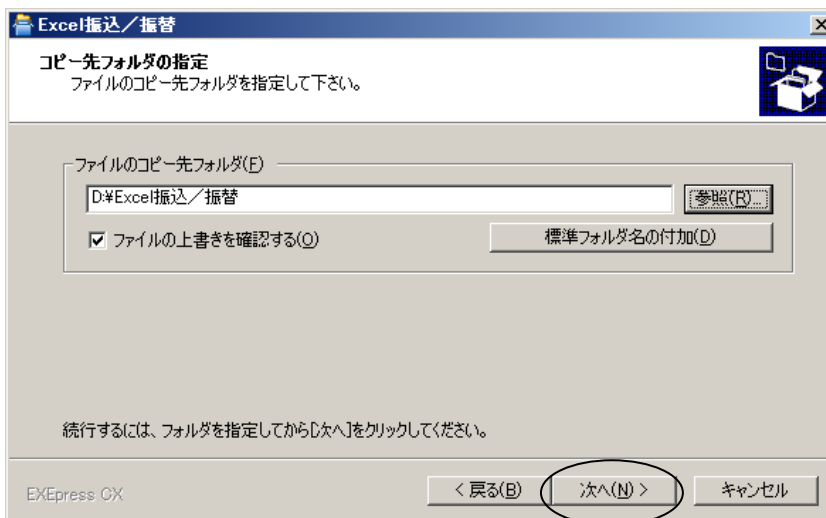 Excel振込／振替
コピー先フォルダの指定
ファイルのコピー先フォルダを指定して下さい。
ファイルのコピー先フォルダ(F)
D:¥Excel振込／振替
参照(R)...
ファイルの上書きを確認する(O)
標準フォルダ名の付加(D)
続行するには、フォルダを指定してから[次へ]をクリックしてください。
EXEpress CX
< 戻る(B)
次へ(N) >
キャンセル